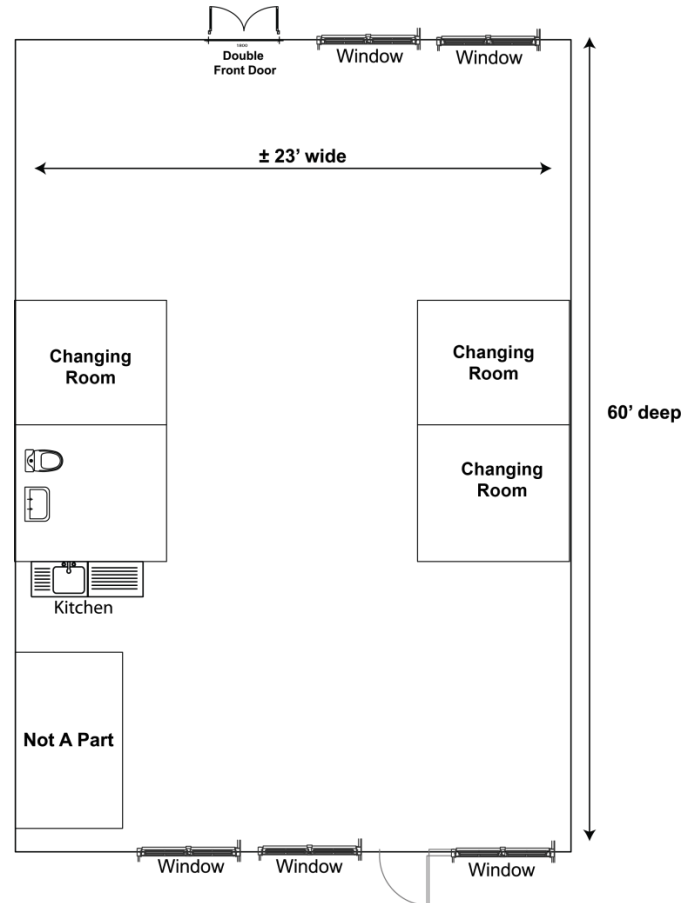 1800
Double
Front Door
Window
Window
± 23’ wide
Changing
Room
Changing
Room
60’ deep
Changing
Room
Kitchen
Not A Part
Window
Window
Window